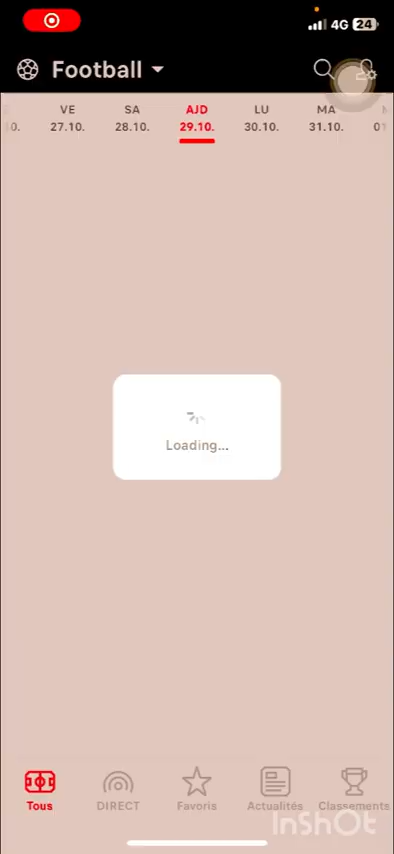 4G 24
Football
VE SA AJD LU MA
27.10. 28.10. 29.10. 30.10. 31.10. 01
Loading...
Tous DIRECT Favoris Actualités Classements
InShOt